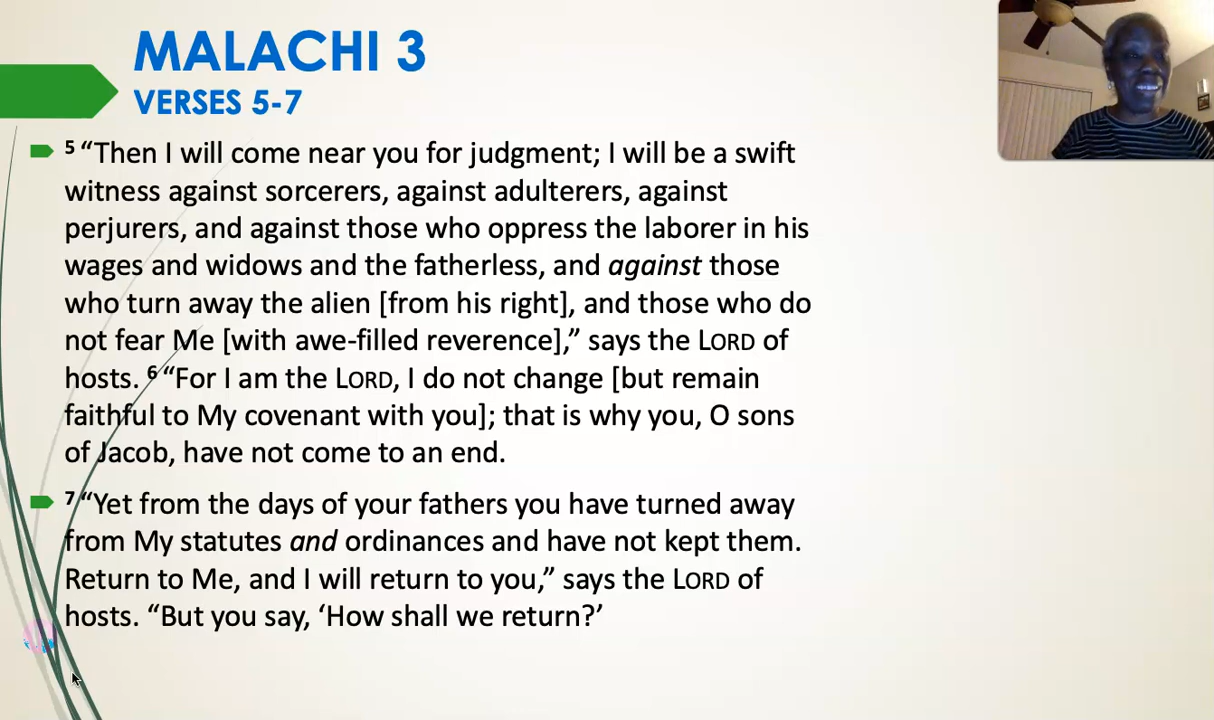 MALACHI 3
VERSES 5-7
5 “Then I will come near you for judgment; I will be a swift
witness against sorcerers, against adulterers, against
perjurers, and against those who oppress the laborer in his
wages and widows and the fatherless, and against those
who turn away the alien [from his right], and those who do
not fear Me [with awe-filled reverence],” says the LORD of
hosts. 6 “For I am the LORD, I do not change [but remain
faithful to My covenant with you]; that is why you, O sons
of Jacob, have not come to an end.
7 “Yet from the days of your fathers you have turned away
from My statutes and ordinances and have not kept them.
Return to Me, and I will return to you,” says the LORD of
hosts. “But you say, ‘How shall we return?’